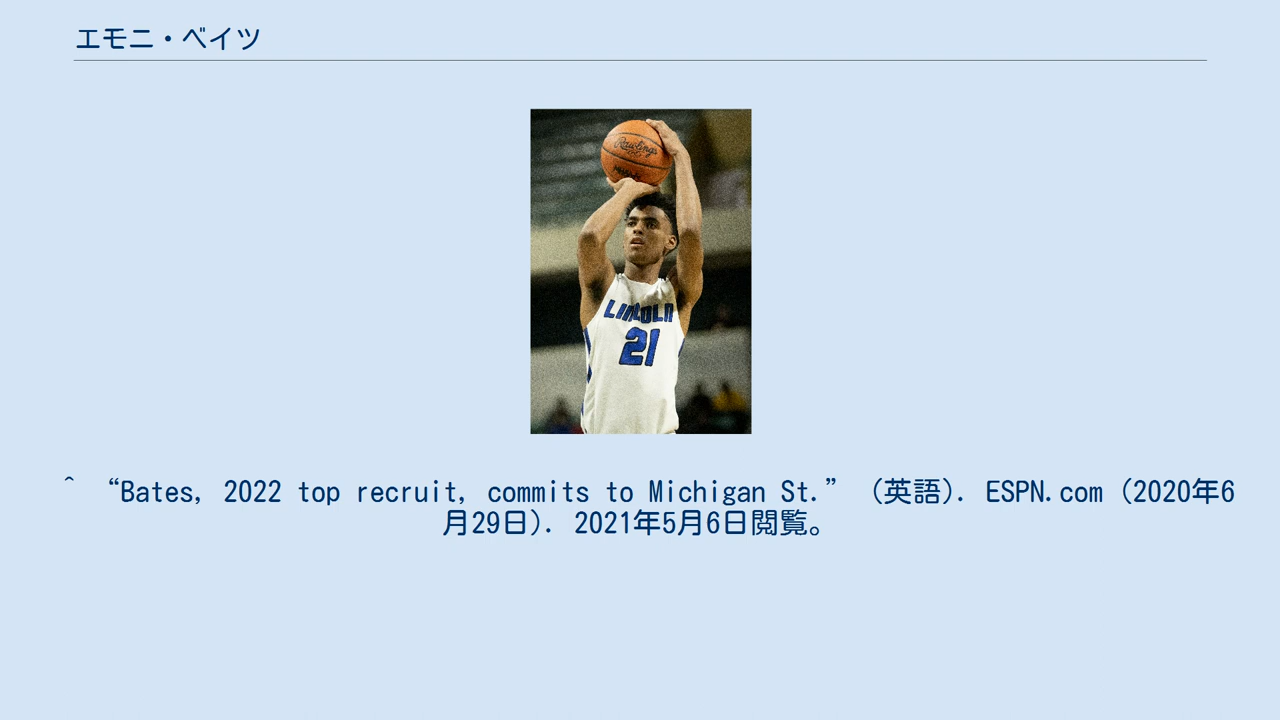 エモニ・ベイツ
Rawlings
LINCOLN
21
^ “Bates, 2022 top recruit, commits to Michigan St.” (英語). ESPN.com (2020年6
月29日). 2021年5月6日閲覧。